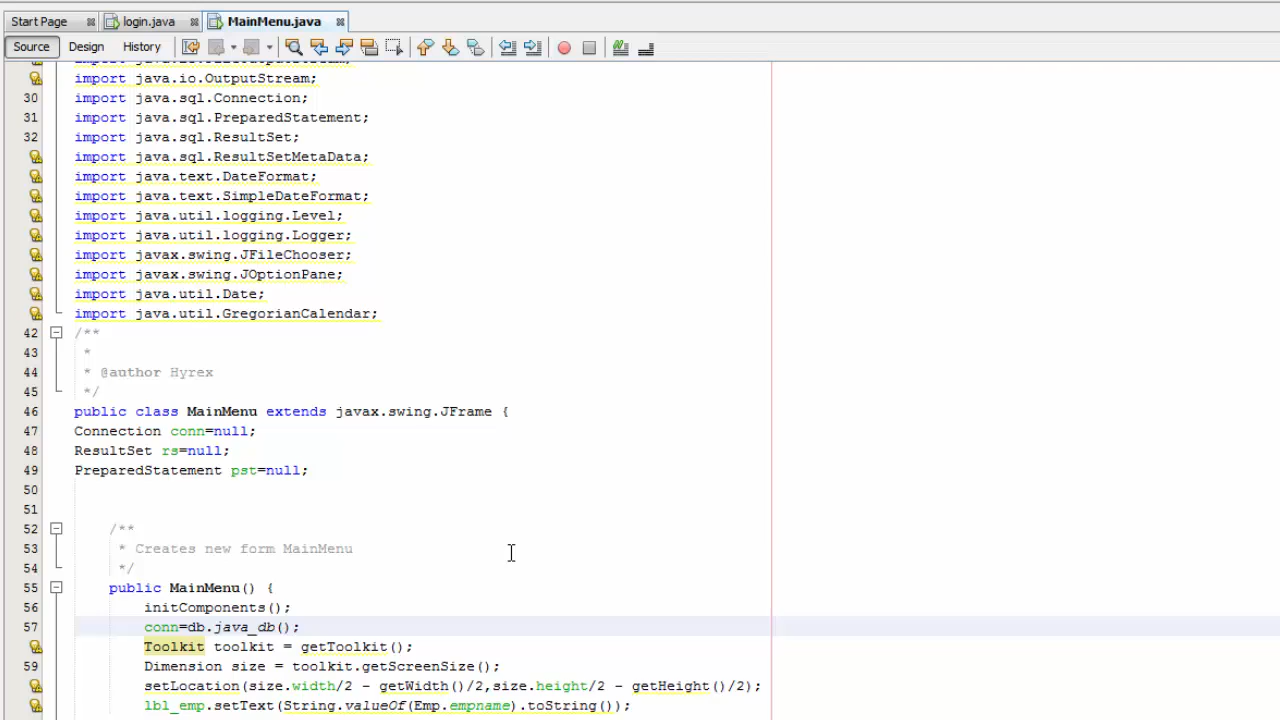 Start Page login.java MainMenu.java
Source Design History
import java.io.OutputStream;
30 import java.sql.Connection;
31 import java.sql.PreparedStatement;
32 import java.sql.ResultSet;
import java.sql.ResultSetMetaData;
import java.text.DateFormat;
import java.text.SimpleDateFormat;
import java.util.logging.Level;
import java.util.logging.Logger;
import javax.swing.JFileChooser;
import javax.swing.JOptionPane;
import java.util.Date;
import java.util.GregorianCalendar;
42 /**
43 *
44 * @author Hyrex
45 */
46 public class MainMenu extends javax.swing.JFrame {
47 Connection conn=null;
48 ResultSet rs=null;
49 PreparedStatement pst=null;
50
51
52 /**
53 * Creates new form MainMenu
54 */
55 public MainMenu() {
56 initComponents();
57 conn=db.java_db();
Toolkit toolkit = getToolkit();
59 Dimension size = toolkit.getScreenSize();
setLocation(size.width/2 - getWidth()/2,size.height/2 - getHeight()/2);
lbl_emp.setText(String.valueOf(Emp.empname).toString());